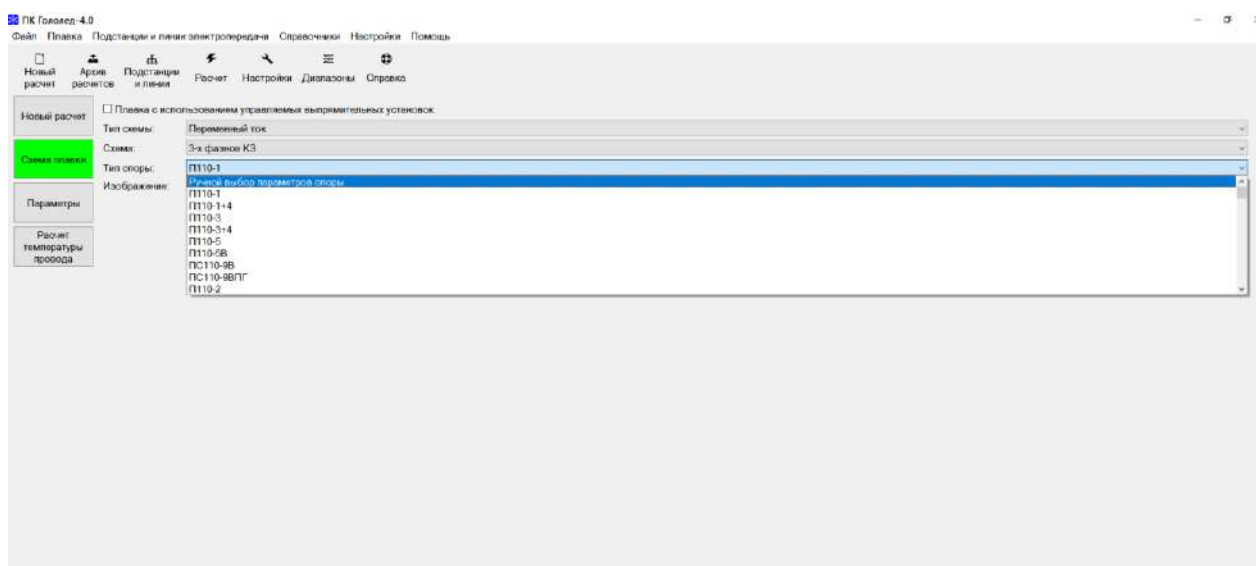 ПК Гололед-4.0
Файл Плавка Подстанции и линии электропередачи Справочники Настройки Помощь
Новый расчет Архив расчетов Подстанции и линии Расчет Настройки Диапазоны Справка
Новый расчет
Плавка с использованием управляемых выпрямительных установок
Тип схемы: Переменный ток
Схема плавки
Схема: 3-х фазное КЗ
Тип опоры: П110-1
Изображение: Ручной выбор параметров опоры
П110-1
Параметры
П110-1+4
П110-3
П110-3+4
Расчет температуры провода
П110-5
П110-5В
ПС110-9В
ПС110-9ВПГ
П110-2